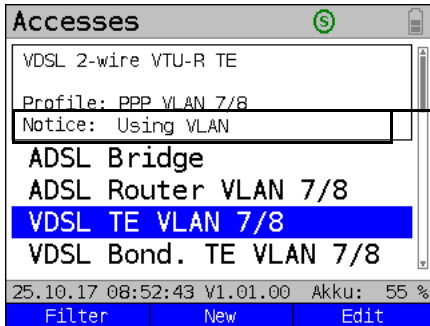 Accesses S
VDSL 2-wire VTU-R TE
Profile: PPP VLAN 7/8
Notice: Using VLAN
ADSL Bridge
ADSL Router VLAN 7/8
VDSL TE VLAN 7/8
VDSL Bond. TE VLAN 7/8
25.10.17 08:52:43 V1.01.00 Akku: 55 %
Filter New Edit